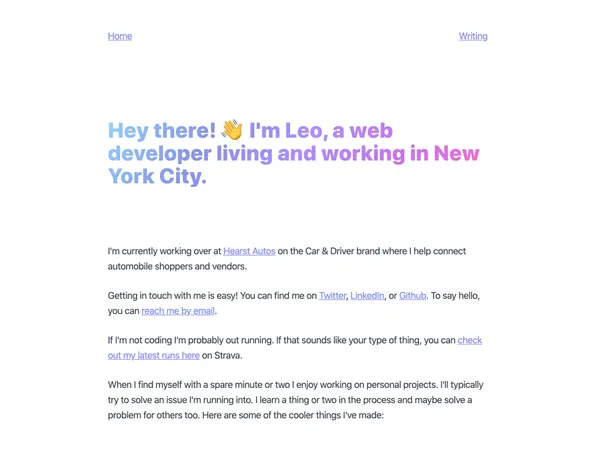 Home Writing
Hey there! 👋 I'm Leo, a web
developer living and working in New
York City.
I'm currently working over at Hearst Autos on the Car & Driver brand where I help connect
automobile shoppers and vendors.
Getting in touch with me is easy! You can find me on Twitter, LinkedIn, or Github. To say hello,
you can reach me by email.
If I'm not coding I'm probably out running. If that sounds like your type of thing, you can check
out my latest runs here on Strava.
When I find myself with a spare minute or two I enjoy working on personal projects. I'll typically
try to solve an issue I'm running into. I learn a thing or two in the process and maybe solve a
problem for others too. Here are some of the cooler things I've made: